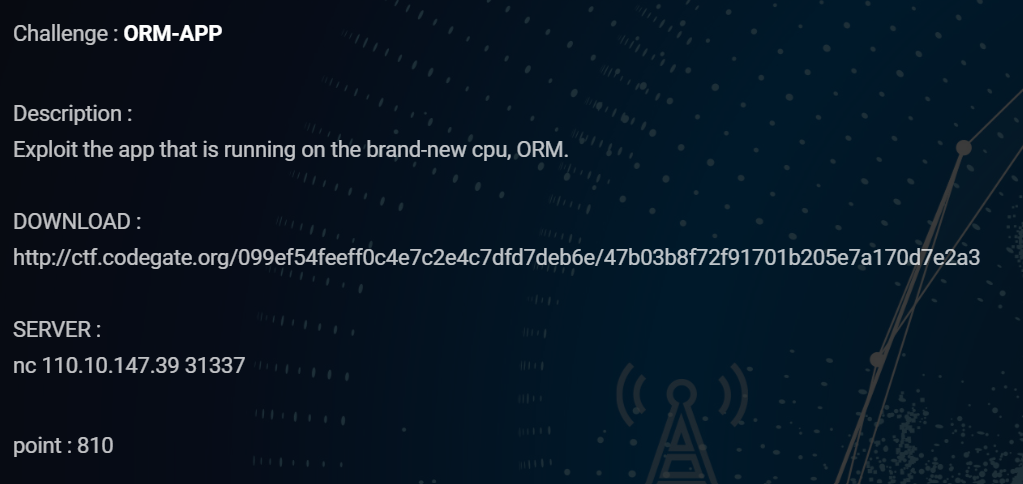 Challenge : ORM-APP
Description :
Exploit the app that is running on the brand-new cpu, ORM.
DOWNLOAD :
http://ctf.codegate.org/099ef54feeff0c4e7c2e4c7dfd7deb6e/47b03b8f72f91701b205e7a170d7e2a3
SERVER :
nc 110.10.147.39 31337
point : 810